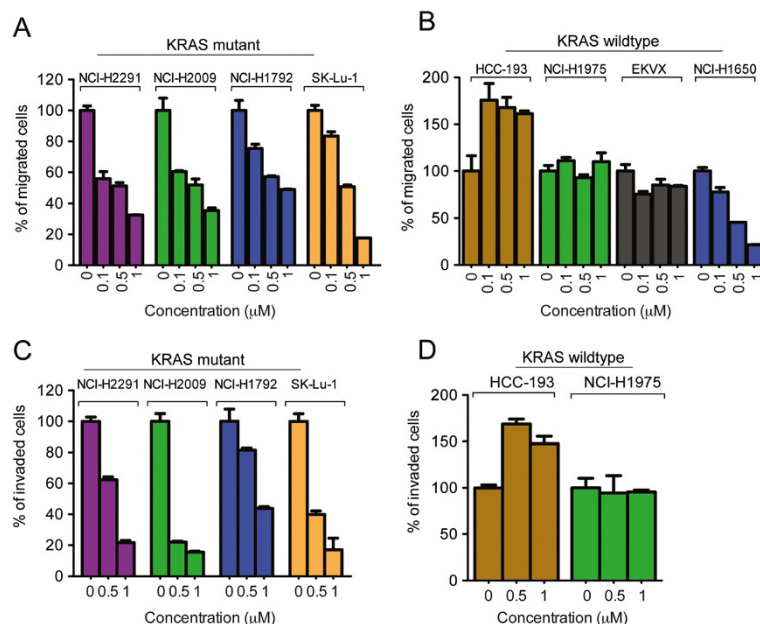 A
KRAS mutant
NCI-H2291 NCI-H2009 NCI-H1792 SK-Lu-1
% of migrated cells
120
100
80
60
40
20
0
0 0.1 0.5 1 0 0.1 0.5 1 0 0.1 0.5 1 0 0.1 0.5 1
Concentration (μM)
B
KRAS wildtype
HCC-193 NCI-H1975 EKVX NCI-H1650
% of migrated cells
200
150
100
50
0
0 0.1 0.5 1 0 0.1 0.5 1 0 0.1 0.5 1 0 0.1 0.5 1
Concentration (μM)
C
KRAS mutant
NCI-H2291 NCI-H2009 NCI-H1792 SK-Lu-1
% of invaded cells
120
100
80
60
40
20
0
0 0.5 1 0 0.5 1 0 0.5 1 0 0.5 1
Concentration (μM)
D
KRAS wildtype
HCC-193 NCI-H1975
% of invaded cells
200
150
100
50
0
0 0.5 1 0 0.5 1
Concentration (μM)